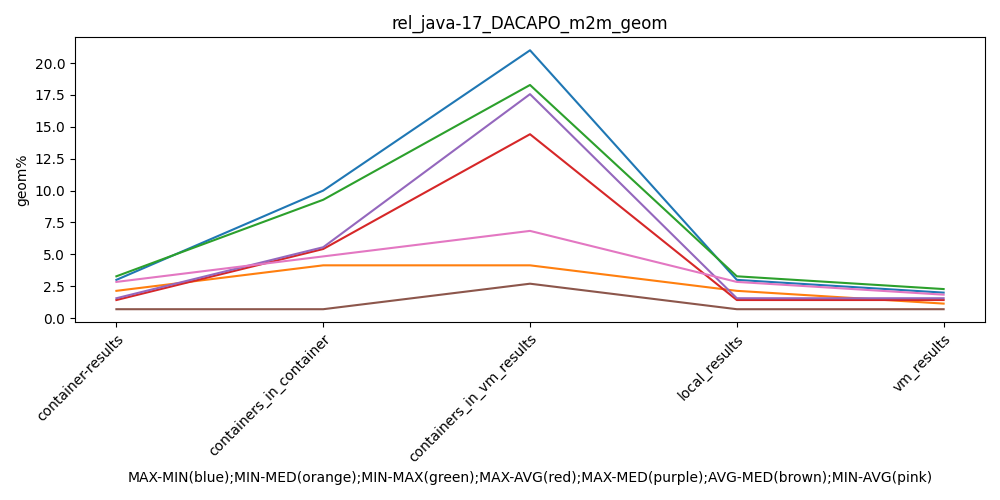 rel_java-17_DACAPO_m2m_geom
geom%
20.0
17.5
15.0
12.5
10.0
7.5
5.0
2.5
0.0
container-results
containers_in_container
containers_in_vm_results
local_results
vm_results
MAX-MIN(blue);MIN-MED(orange);MIN-MAX(green);MAX-AVG(red);MAX-MED(purple);AVG-MED(brown);MIN-AVG(pink)